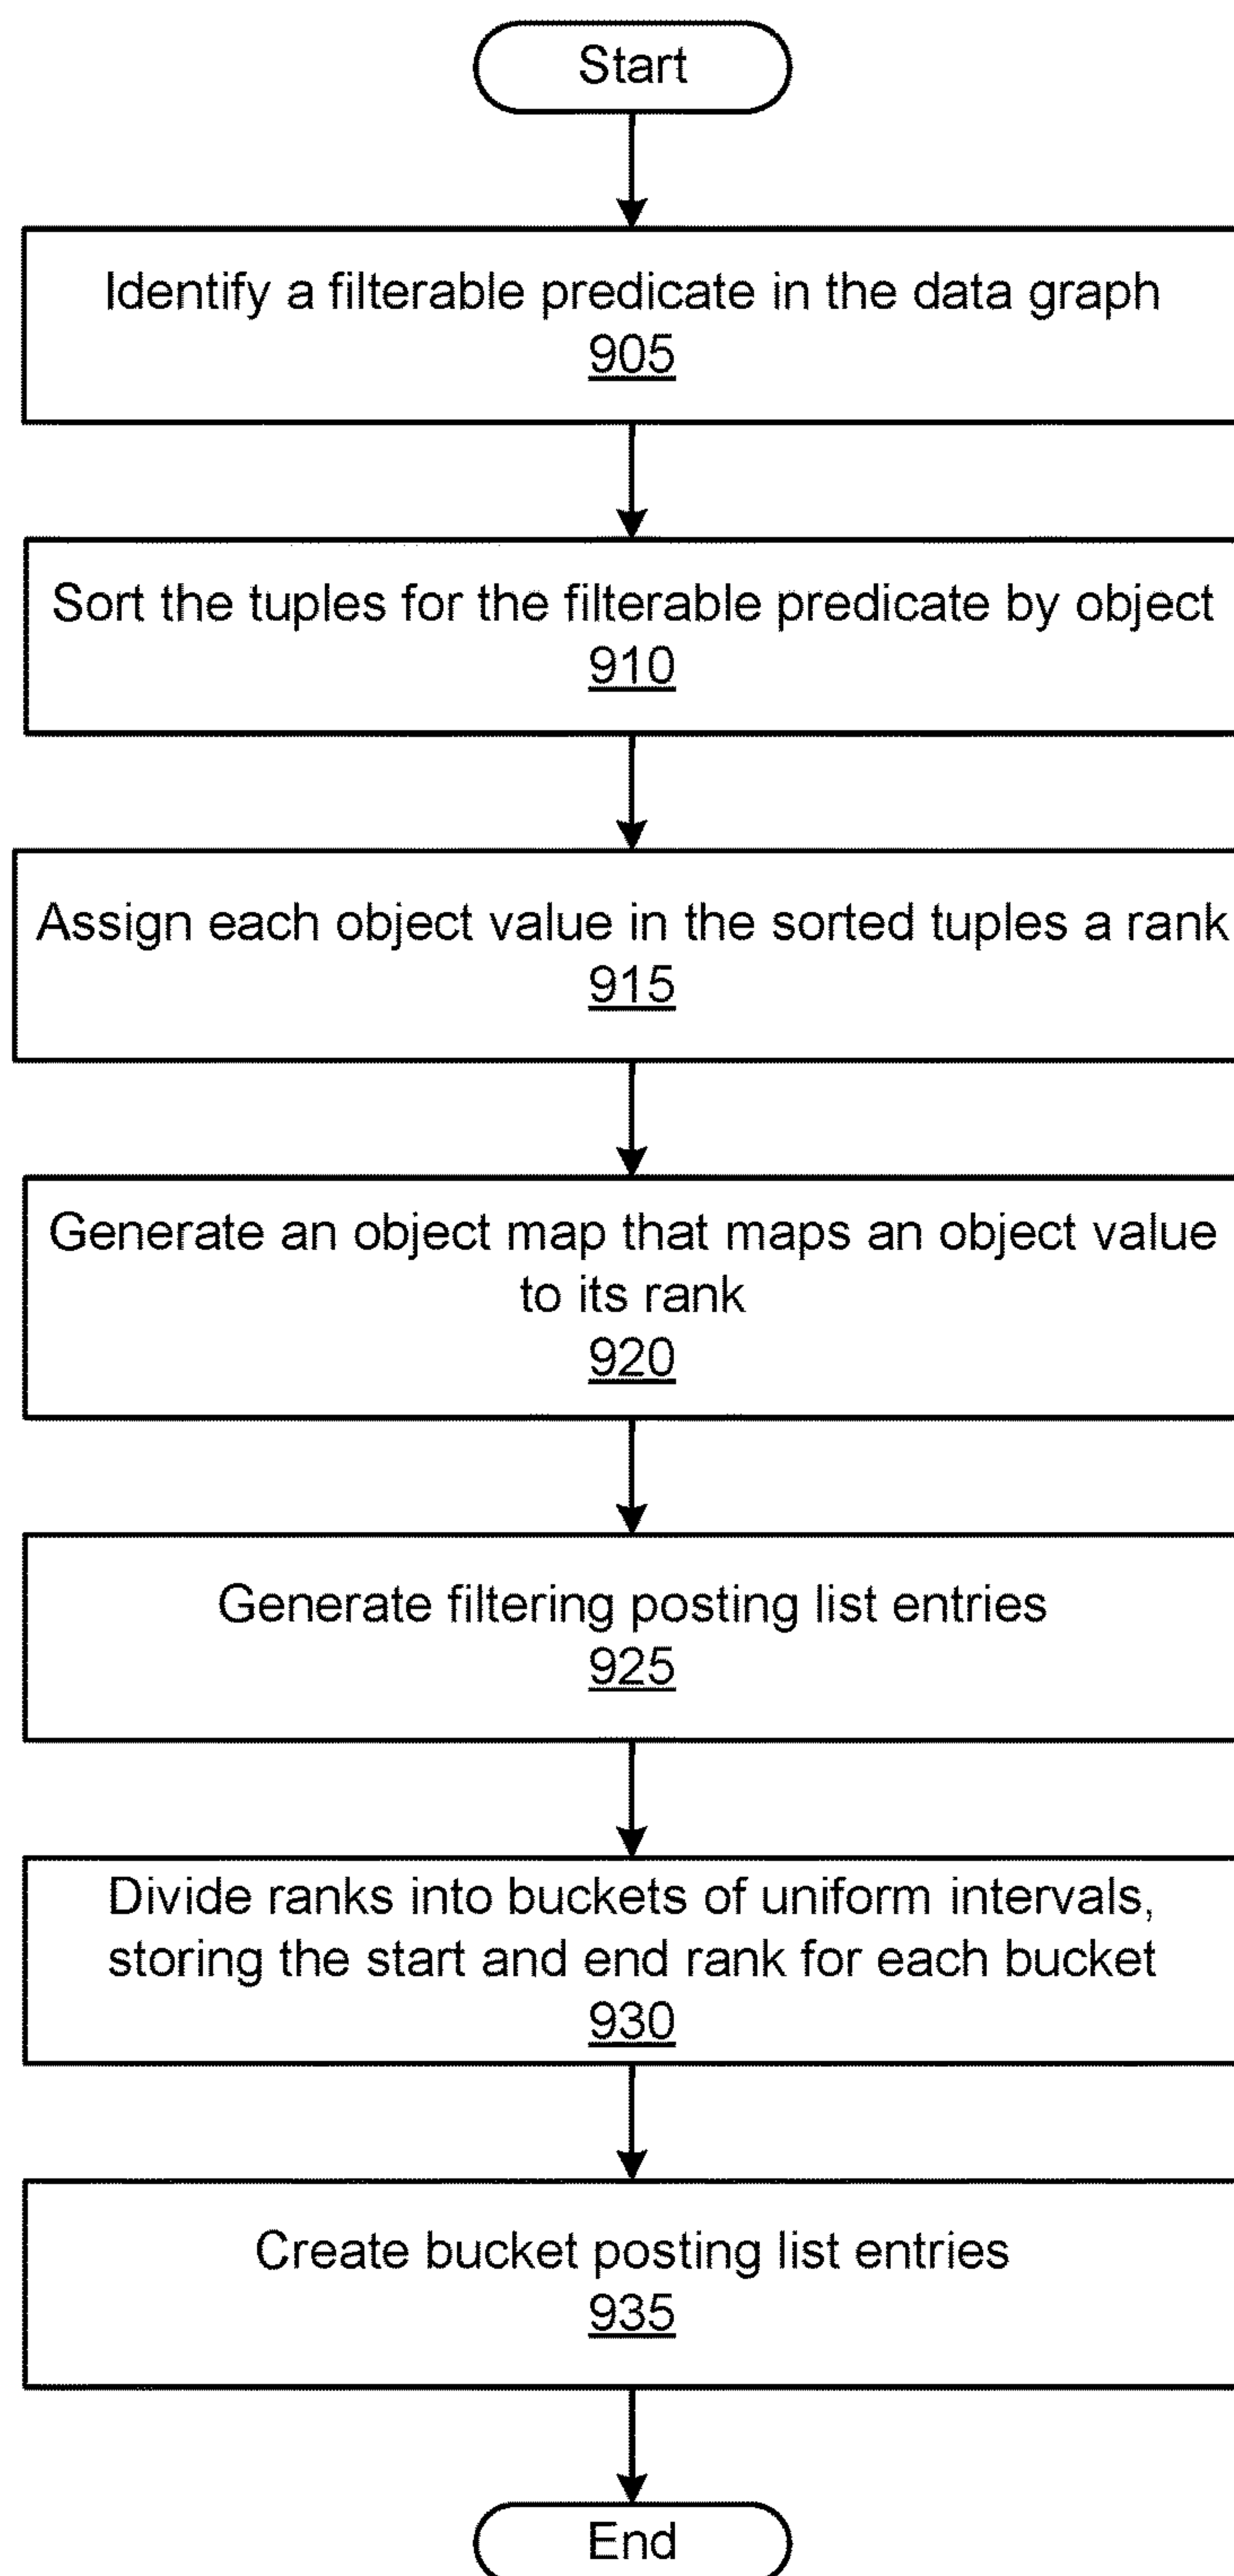 Start
Identify a filterable predicate in the data graph
905
Sort the tuples for the filterable predicate by object
910
Assign each object value in the sorted tuples a rank
915
Generate an object map that maps an object value
to its rank
920
Generate filtering posting list entries
925
Divide ranks into buckets of uniform intervals,
storing the start and end rank for each bucket
930
Create bucket posting list entries
935
End